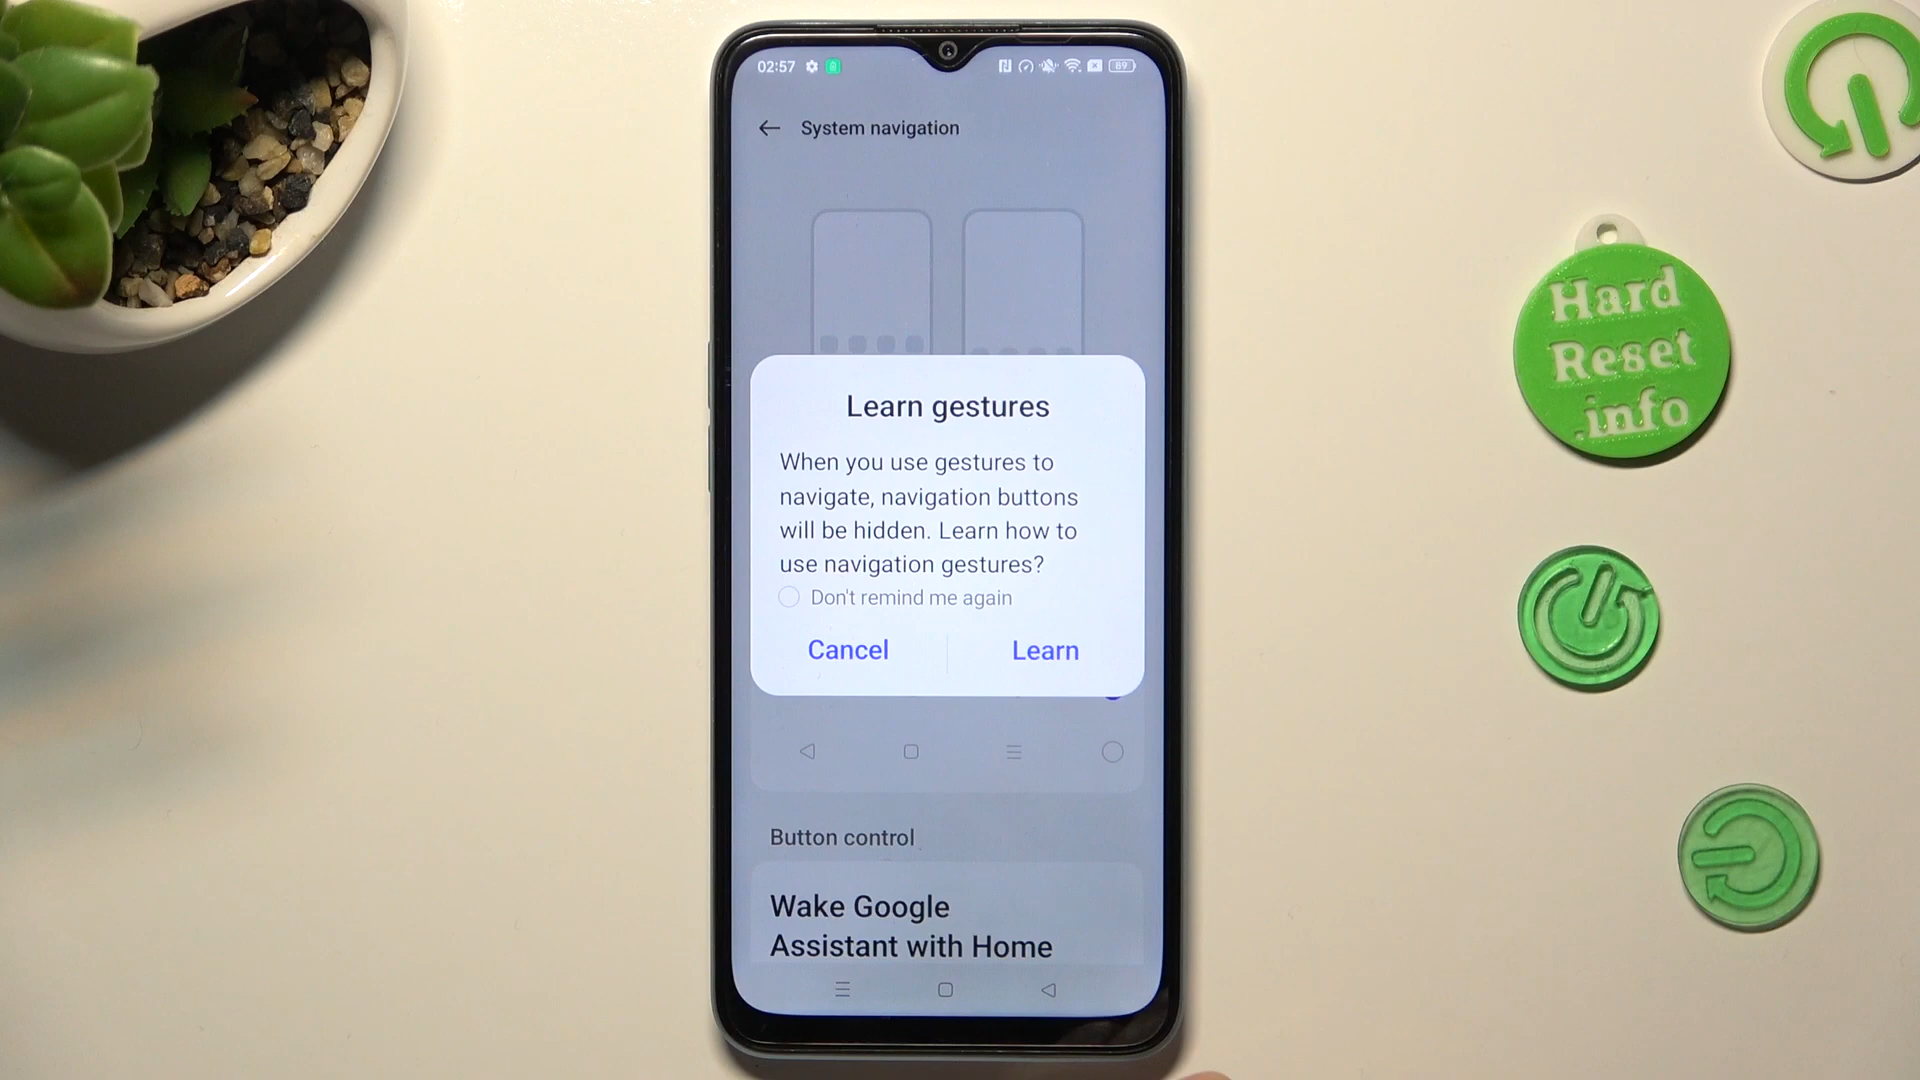 02:57
89
System navigation
Learn gestures
When you use gestures to
navigate, navigation buttons
will be hidden. Learn how to
use navigation gestures?
Don't remind me again
Cancel
Learn
Button control
Wake Google
Assistant with Home
Hard
Reset
.info